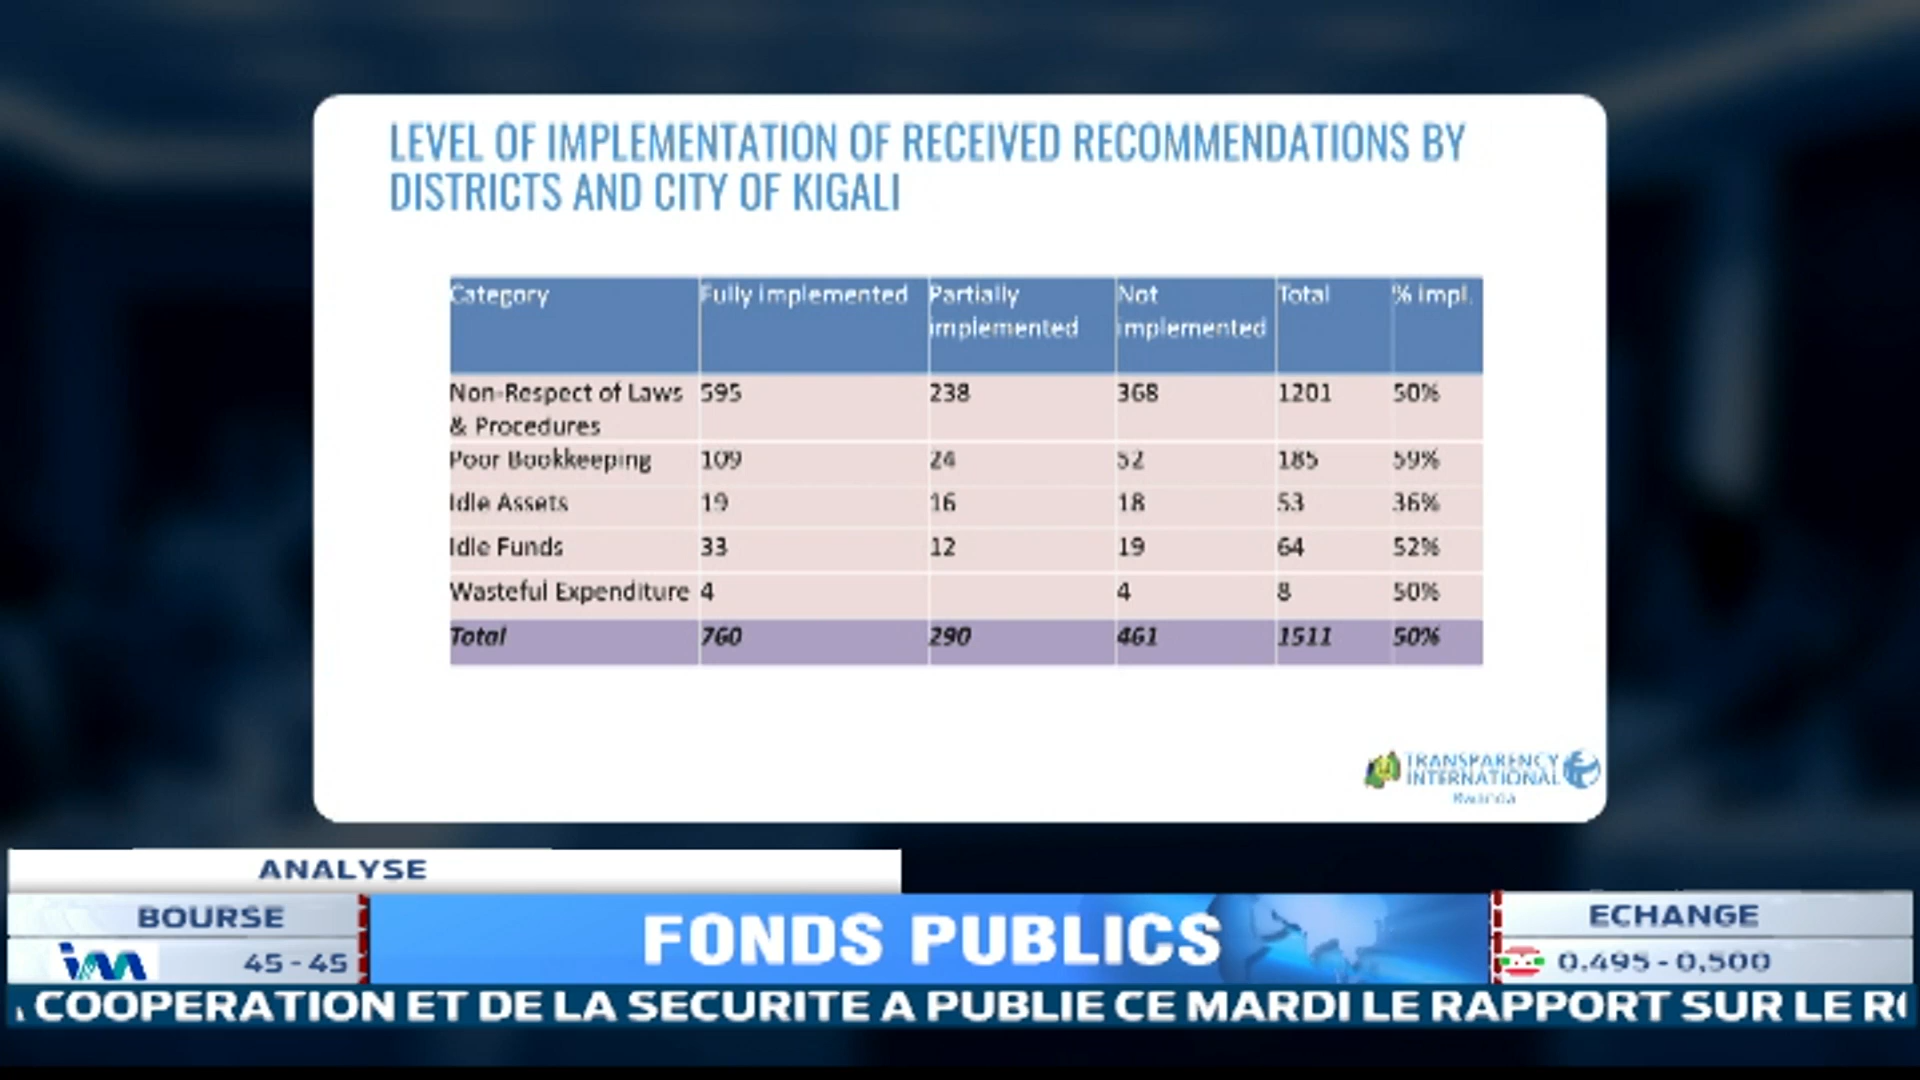 LEVEL OF IMPLEMENTATION OF RECEIVED RECOMMENDATIONS BY
DISTRICTS AND CITY OF KIGALI
Category Fully implemented Partially implemented Not implemented Total % impl.
Non-Respect of Laws & Procedures 595 238 368 1201 50%
Poor Bookkeeping 109 24 52 185 59%
Idle Assets 19 16 18 53 36%
Idle Funds 33 12 19 64 52%
Wasteful Expenditure 4 4 8 50%
Total 760 290 461 1511 50%
TRANSPARENCY
INTERNATIONAL
Rwanda
ANALYSE
BOURSE
im 45 - 45
FONDS PUBLICS
ECHANGE
0.495 - 0,500
COOPERATION ET DE LA SECURITE A PUBLIE CE MARDI LE RAPPORT SUR LE